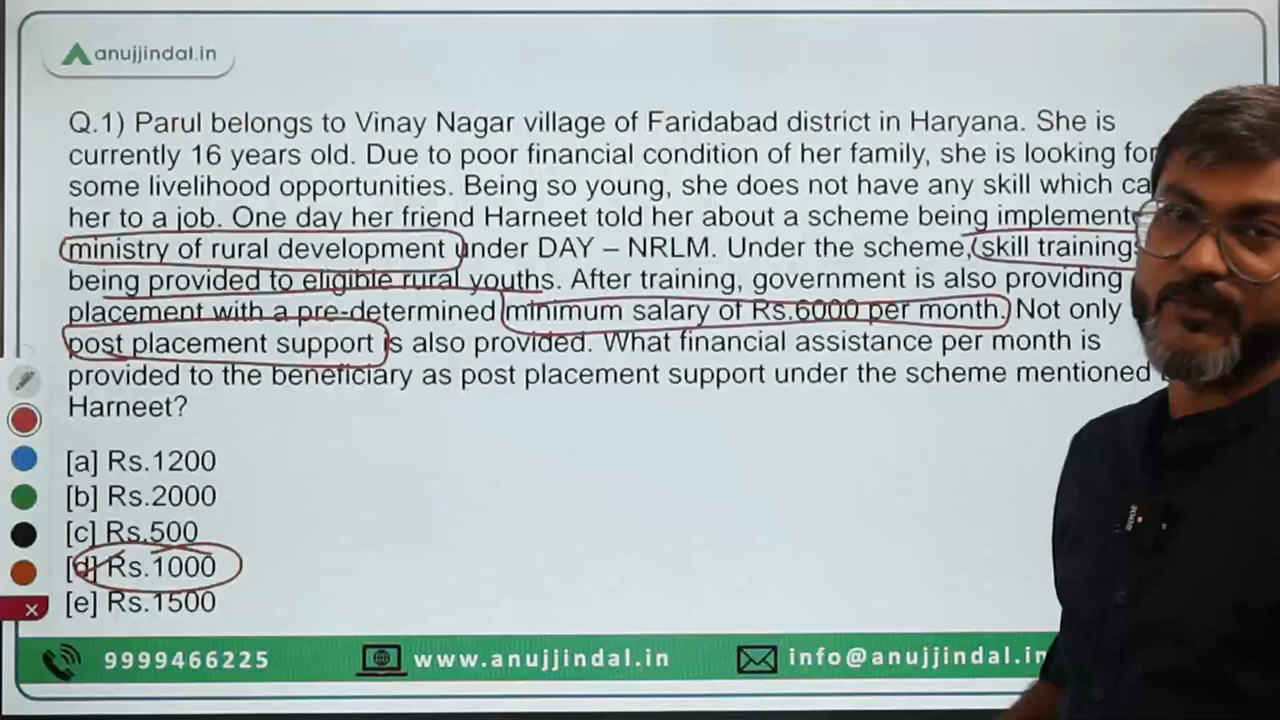 anujjindal.in
Q.1) Parul belongs to Vinay Nagar village of Faridabad district in Haryana. She is
currently 16 years old. Due to poor financial condition of her family, she is looking for
some livelihood opportunities. Being so young, she does not have any skill which ca
her to a job. One day her friend Harneet told her about a scheme being implement
ministry of rural development under DAY – NRLM. Under the scheme, skill training
being provided to eligible rural youths. After training, government is also providing
placement with a pre-determined minimum salary of Rs.6000 per month. Not only
post placement support is also provided. What financial assistance per month is
provided to the beneficiary as post placement support under the scheme mentioned
Harneet?
[a] Rs.1200
[b] Rs.2000
[c] Rs.500
[d] Rs.1000
[e] Rs.1500
9999466225 www.anujjindal.in info@anujjindal.in